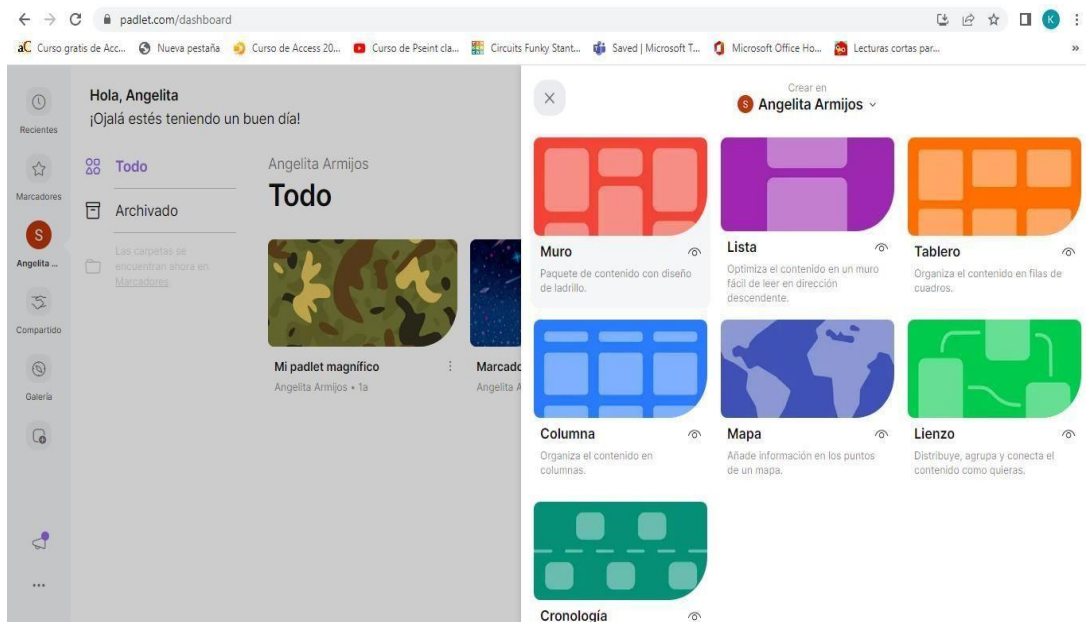 padlet.com/dashboard
K
aC Curso gratis de Acc... Nueva pestaña Curso de Access 20... Curso de Pseint cla... Circuits Funky Stant... Saved | Microsoft T... Microsoft Office Ho... Lecturas cortas par... »
Recientes
Marcadores
S
Angelita ...
Compartido
Galería
Hola, Angelita
¡Ojalá estés teniendo un buen día!
Todo
Archivado
Las carpetas se
encuentran ahora en
Marcadores.
Angelita Armijos
Todo
Mi padlet magnífico
Angelita Armijos • 1a
Marcado
Angelita A
Crear en
S Angelita Armijos
Muro
Paquete de contenido con diseño
de ladrillo.
Lista
Optimiza el contenido en un muro
fácil de leer en dirección
descendente.
Tablero
Organiza el contenido en filas de
cuadros.
Columna
Organiza el contenido en
columnas.
Mapa
Añade información en los puntos
de un mapa.
Lienzo
Distribuye, agrupa y conecta el
contenido como quieras.
Cronología